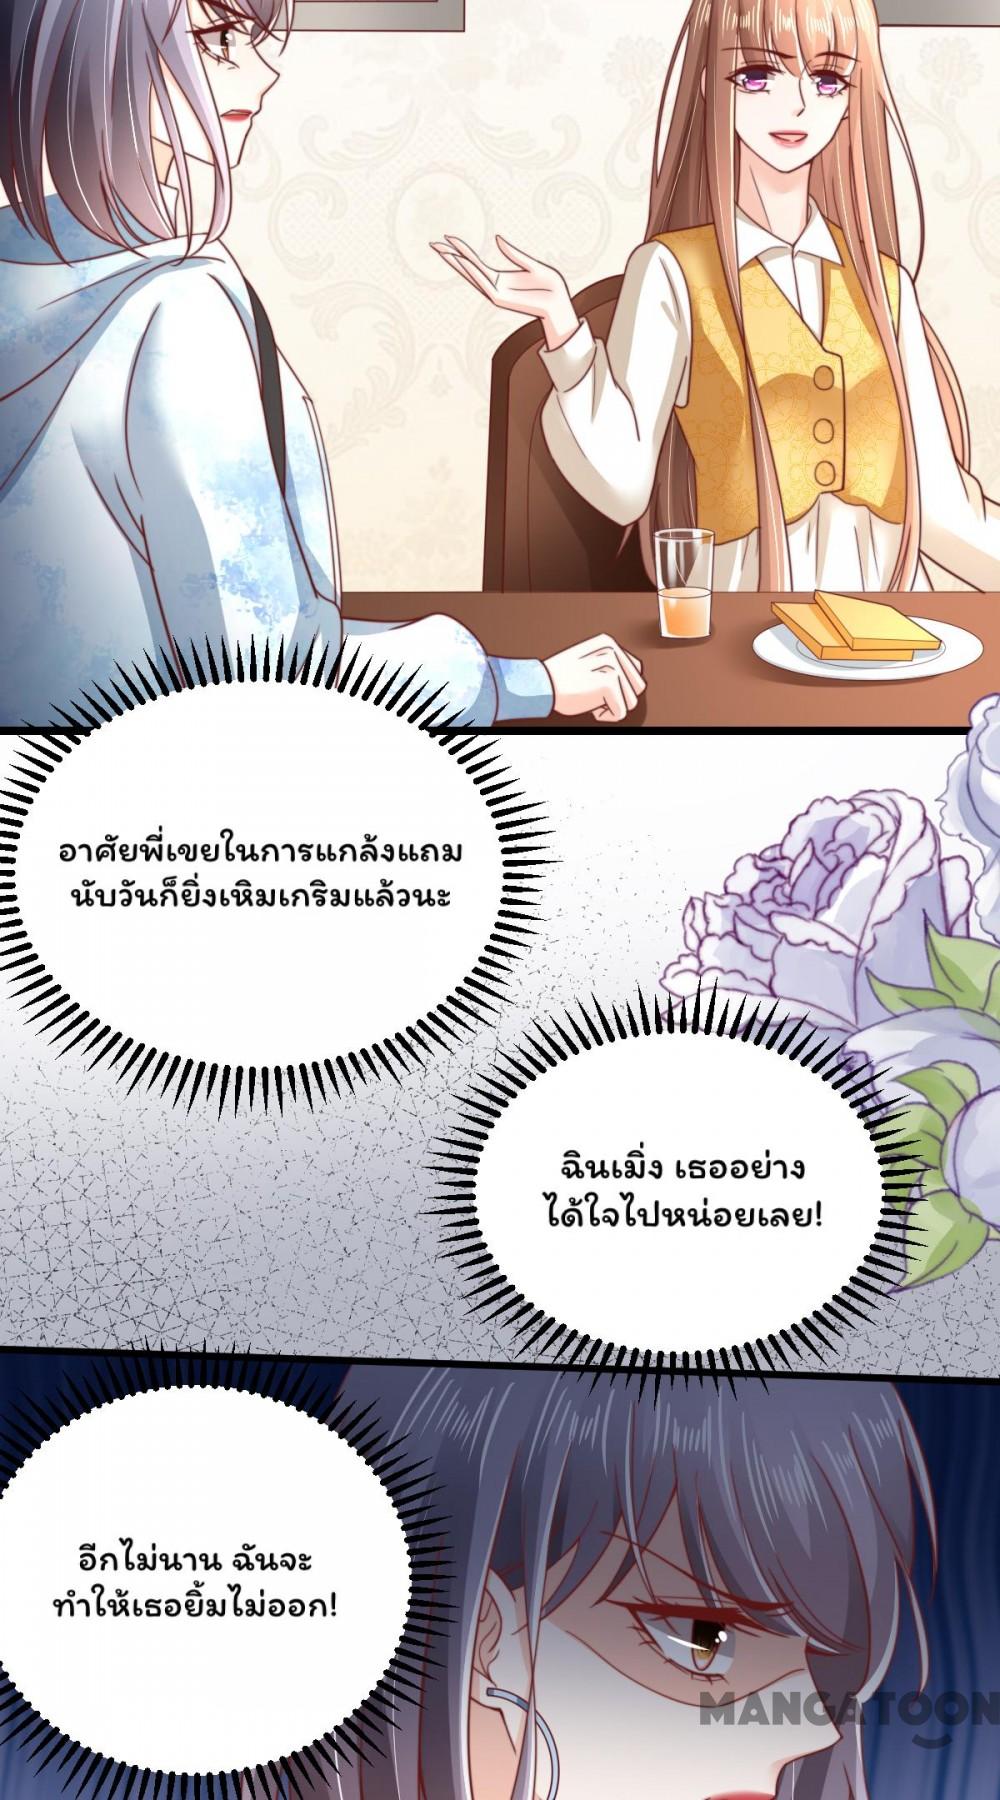 อาศัยพี่เขยในการแกล้งแถม
นับวันก็ยิ่งเหิมเกริมแล้วนะ
ฉินเมิ่ง เธออย่าง
ได้ใจไปหน่อยเลย!
อีกไม่นาน ฉันจะ
ทำให้เธอยิ้มไม่ออก!
MANGATOON